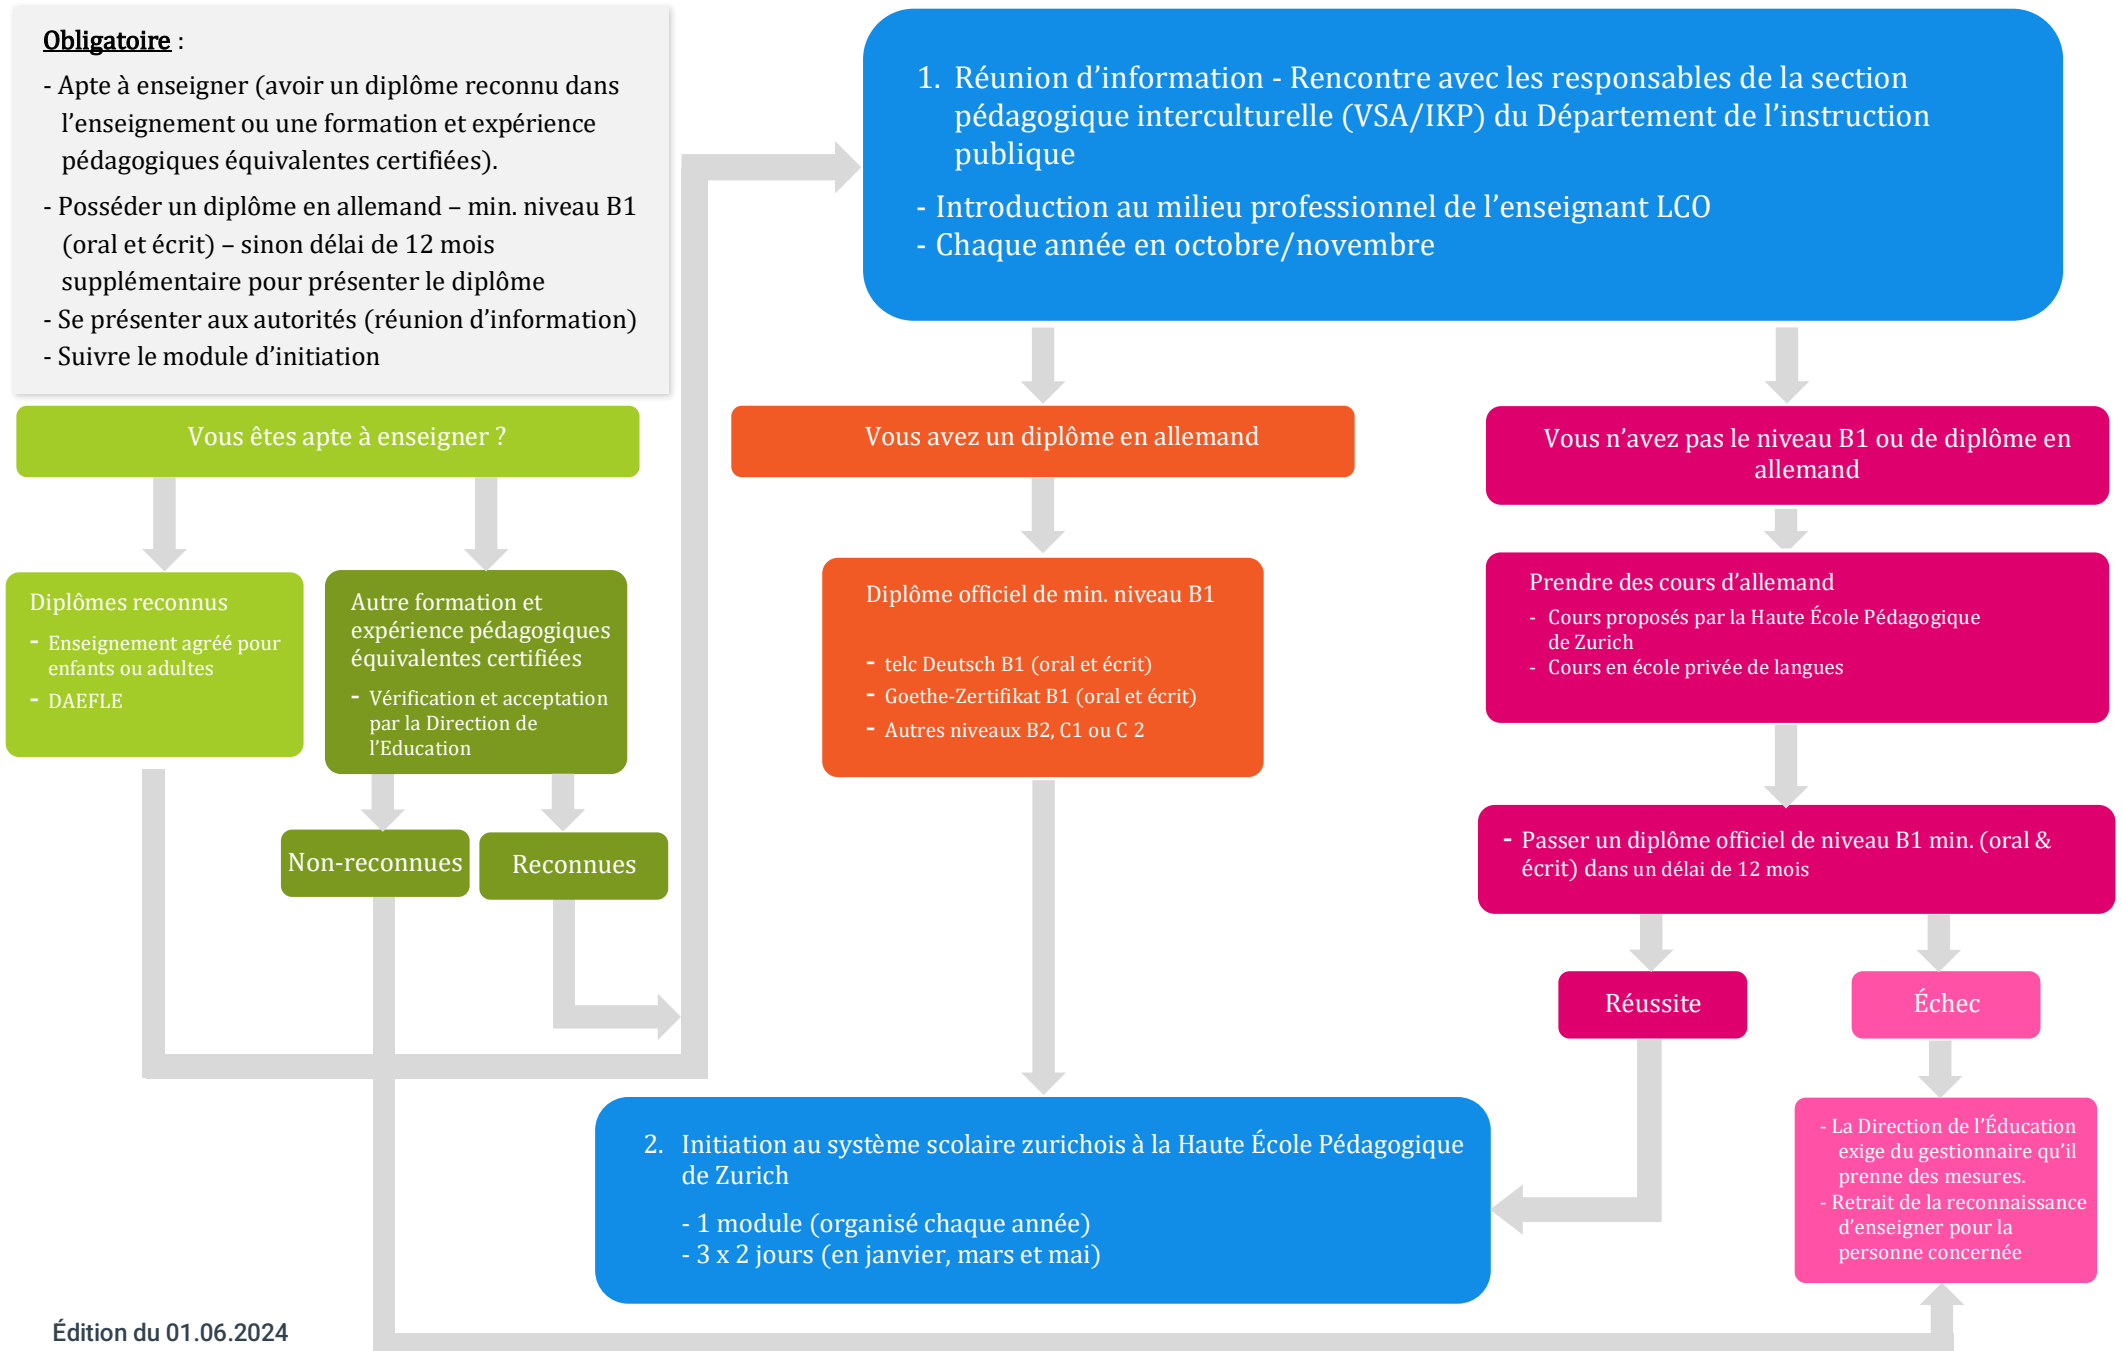 Obligatoire :
- Apte à enseigner (avoir un diplôme reconnu dans
l’enseignement ou une formation et expérience
pédagogiques équivalentes certifiées).
- Posséder un diplôme en allemand – min. niveau B1
(oral et écrit) – sinon délai de 12 mois
supplémentaire pour présenter le diplôme
- Se présenter aux autorités (réunion d’information)
- Suivre le module d’initiation
1. Réunion d’information - Rencontre avec les responsables de la section
pédagogique interculturelle (VSA/IKP) du Département de l’instruction
publique
- Introduction au milieu professionnel de l’enseignant LCO
- Chaque année en octobre/novembre
Vous êtes apte à enseigner ?
Diplômes reconnus
- Enseignement agréé pour
enfants ou adultes
- DAEFLE
Autre formation et
expérience pédagogiques
équivalentes certifiées
- Vérification et acceptation
par la Direction de
l’Education
Non-reconnues
Reconnues
Vous avez un diplôme en allemand
Diplôme officiel de min. niveau B1
- telc Deutsch B1 (oral et écrit)
- Goethe-Zertifikat B1 (oral et écrit)
- Autres niveaux B2, C1 ou C 2
Vous n’avez pas le niveau B1 ou de diplôme en
allemand
Prendre des cours d’allemand
- Cours proposés par la Haute École Pédagogique
de Zurich
- Cours en école privée de langues
- Passer un diplôme officiel de niveau B1 min. (oral &
écrit) dans un délai de 12 mois
Réussite
Échec
- La Direction de l’Éducation
exige du gestionnaire qu’il
prenne des mesures.
- Retrait de la reconnaissance
d’enseigner pour la
personne concernée
2. Initiation au système scolaire zurichois à la Haute École Pédagogique
de Zurich
- 1 module (organisé chaque année)
- 3 x 2 jours (en janvier, mars et mai)
Édition du 01.06.2024